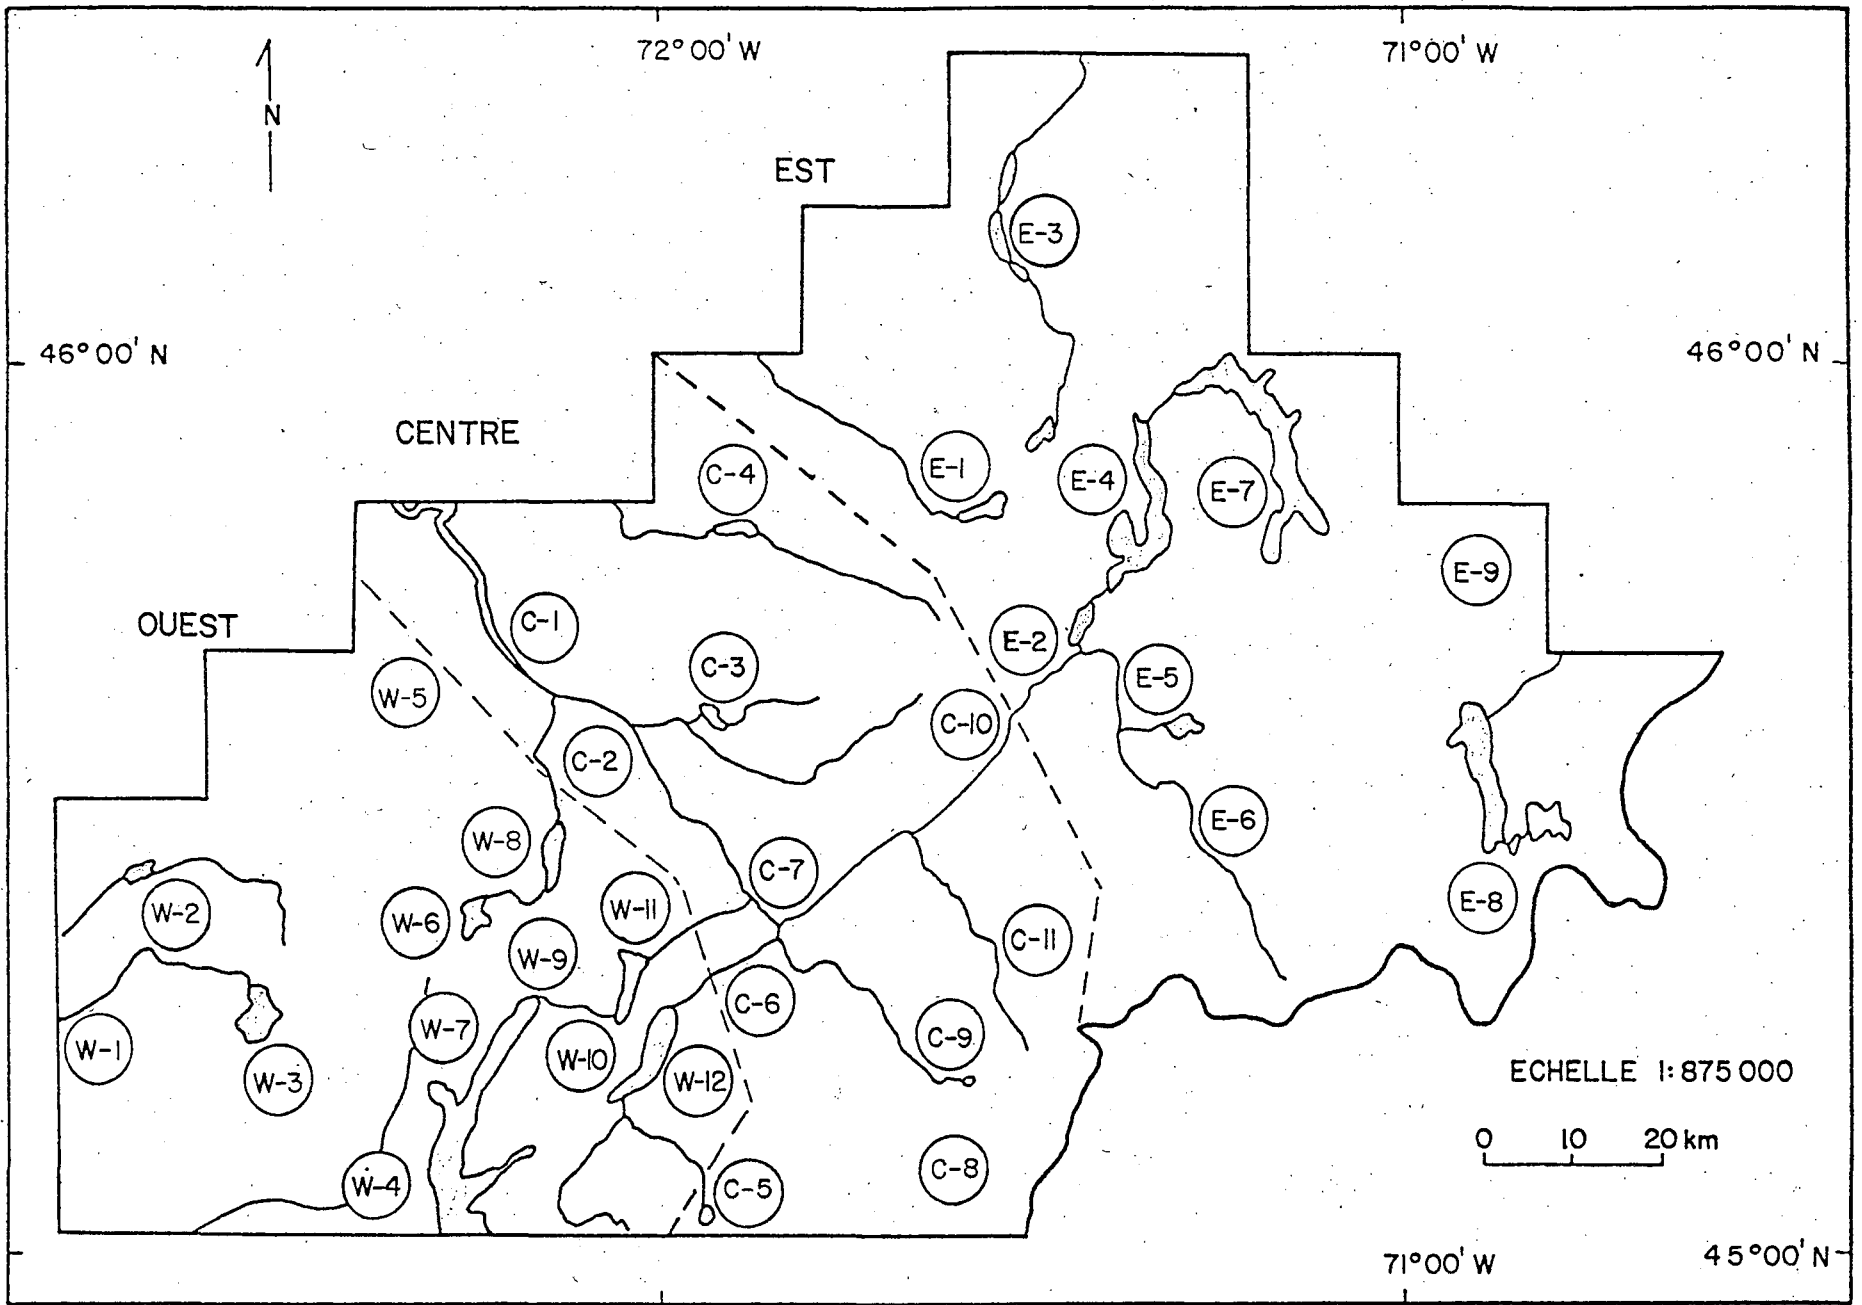 72°00' W
71°00' W
N
EST
E-3
46°00' N
46°00' N
CENTRE
C-4
E-1
E-4
E-7
E-9
OUEST
C-1
E-2
C-3
E-5
W-5
C-10
C-2
E-6
W-8
C-7
W-2
W-11
E-8
W-6
C-11
W-9
C-6
W-7
C-9
W-1
W-10
W-3
W-12
ECHELLE 1:875 000
0 10 20 km
C-8
W-4
C-5
71°00' W
45°00' N